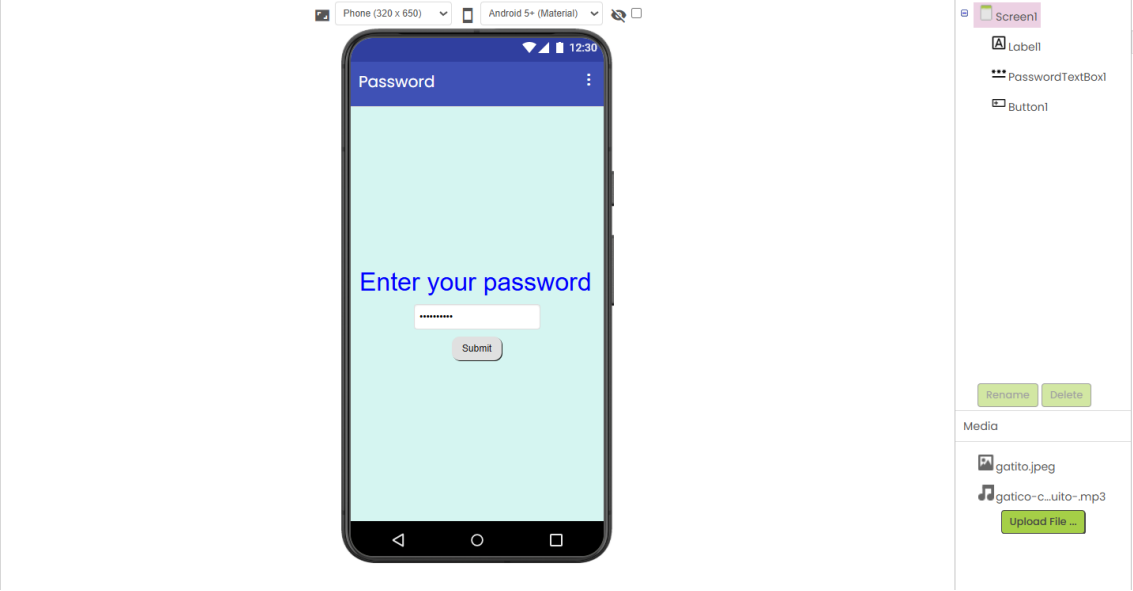 Phone (320 x 650)
Android 5+ (Material)
12:30
Password
Enter your password
••••••••••
Submit
Screen1
A Label1
PasswordTextBox1
Button1
Rename Delete
Media
gatito.jpeg
gatico-c...uito-.mp3
Upload File ...